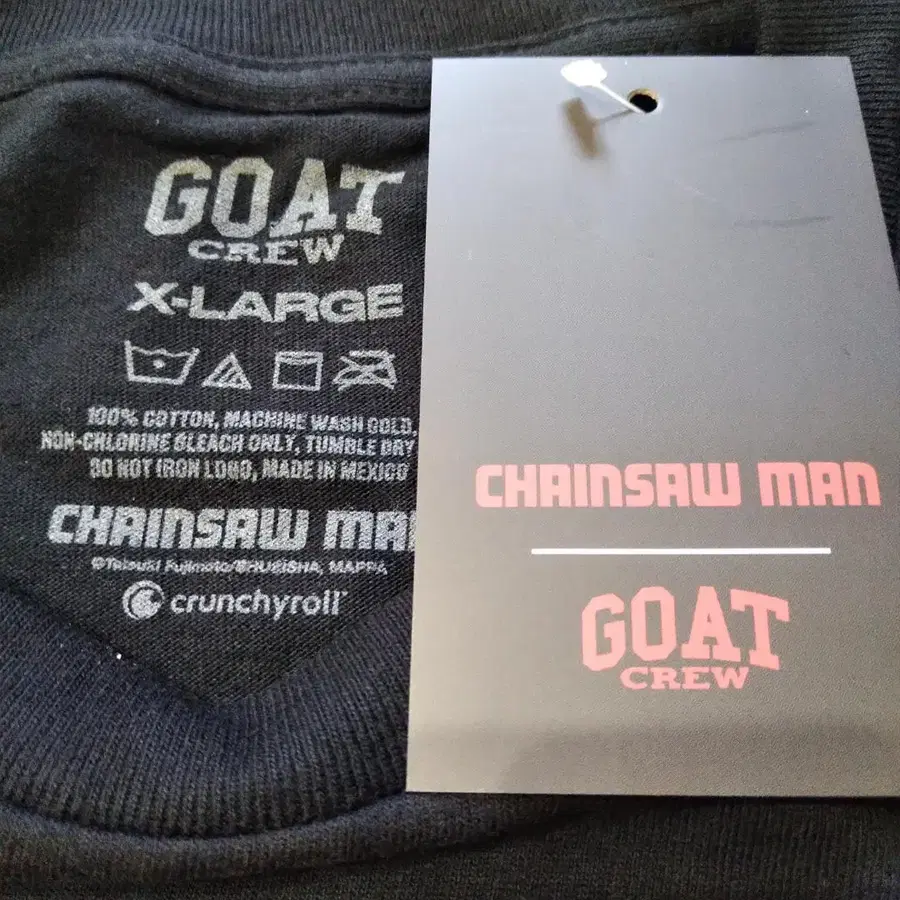 GOAT
CREW
X-LARGE
100% COTTON, MACHINE WASH COLD,
NON-CHLORINE BLEACH ONLY, TUMBLE DRY
DO NOT IRON LOGO, MADE IN MEXICO
CHAINSAW MA
©Tatsuki Fujimoto/SHUEISHA, MAPPA
crunchyroll
CHAINSAW MAN
GOAT
CREW